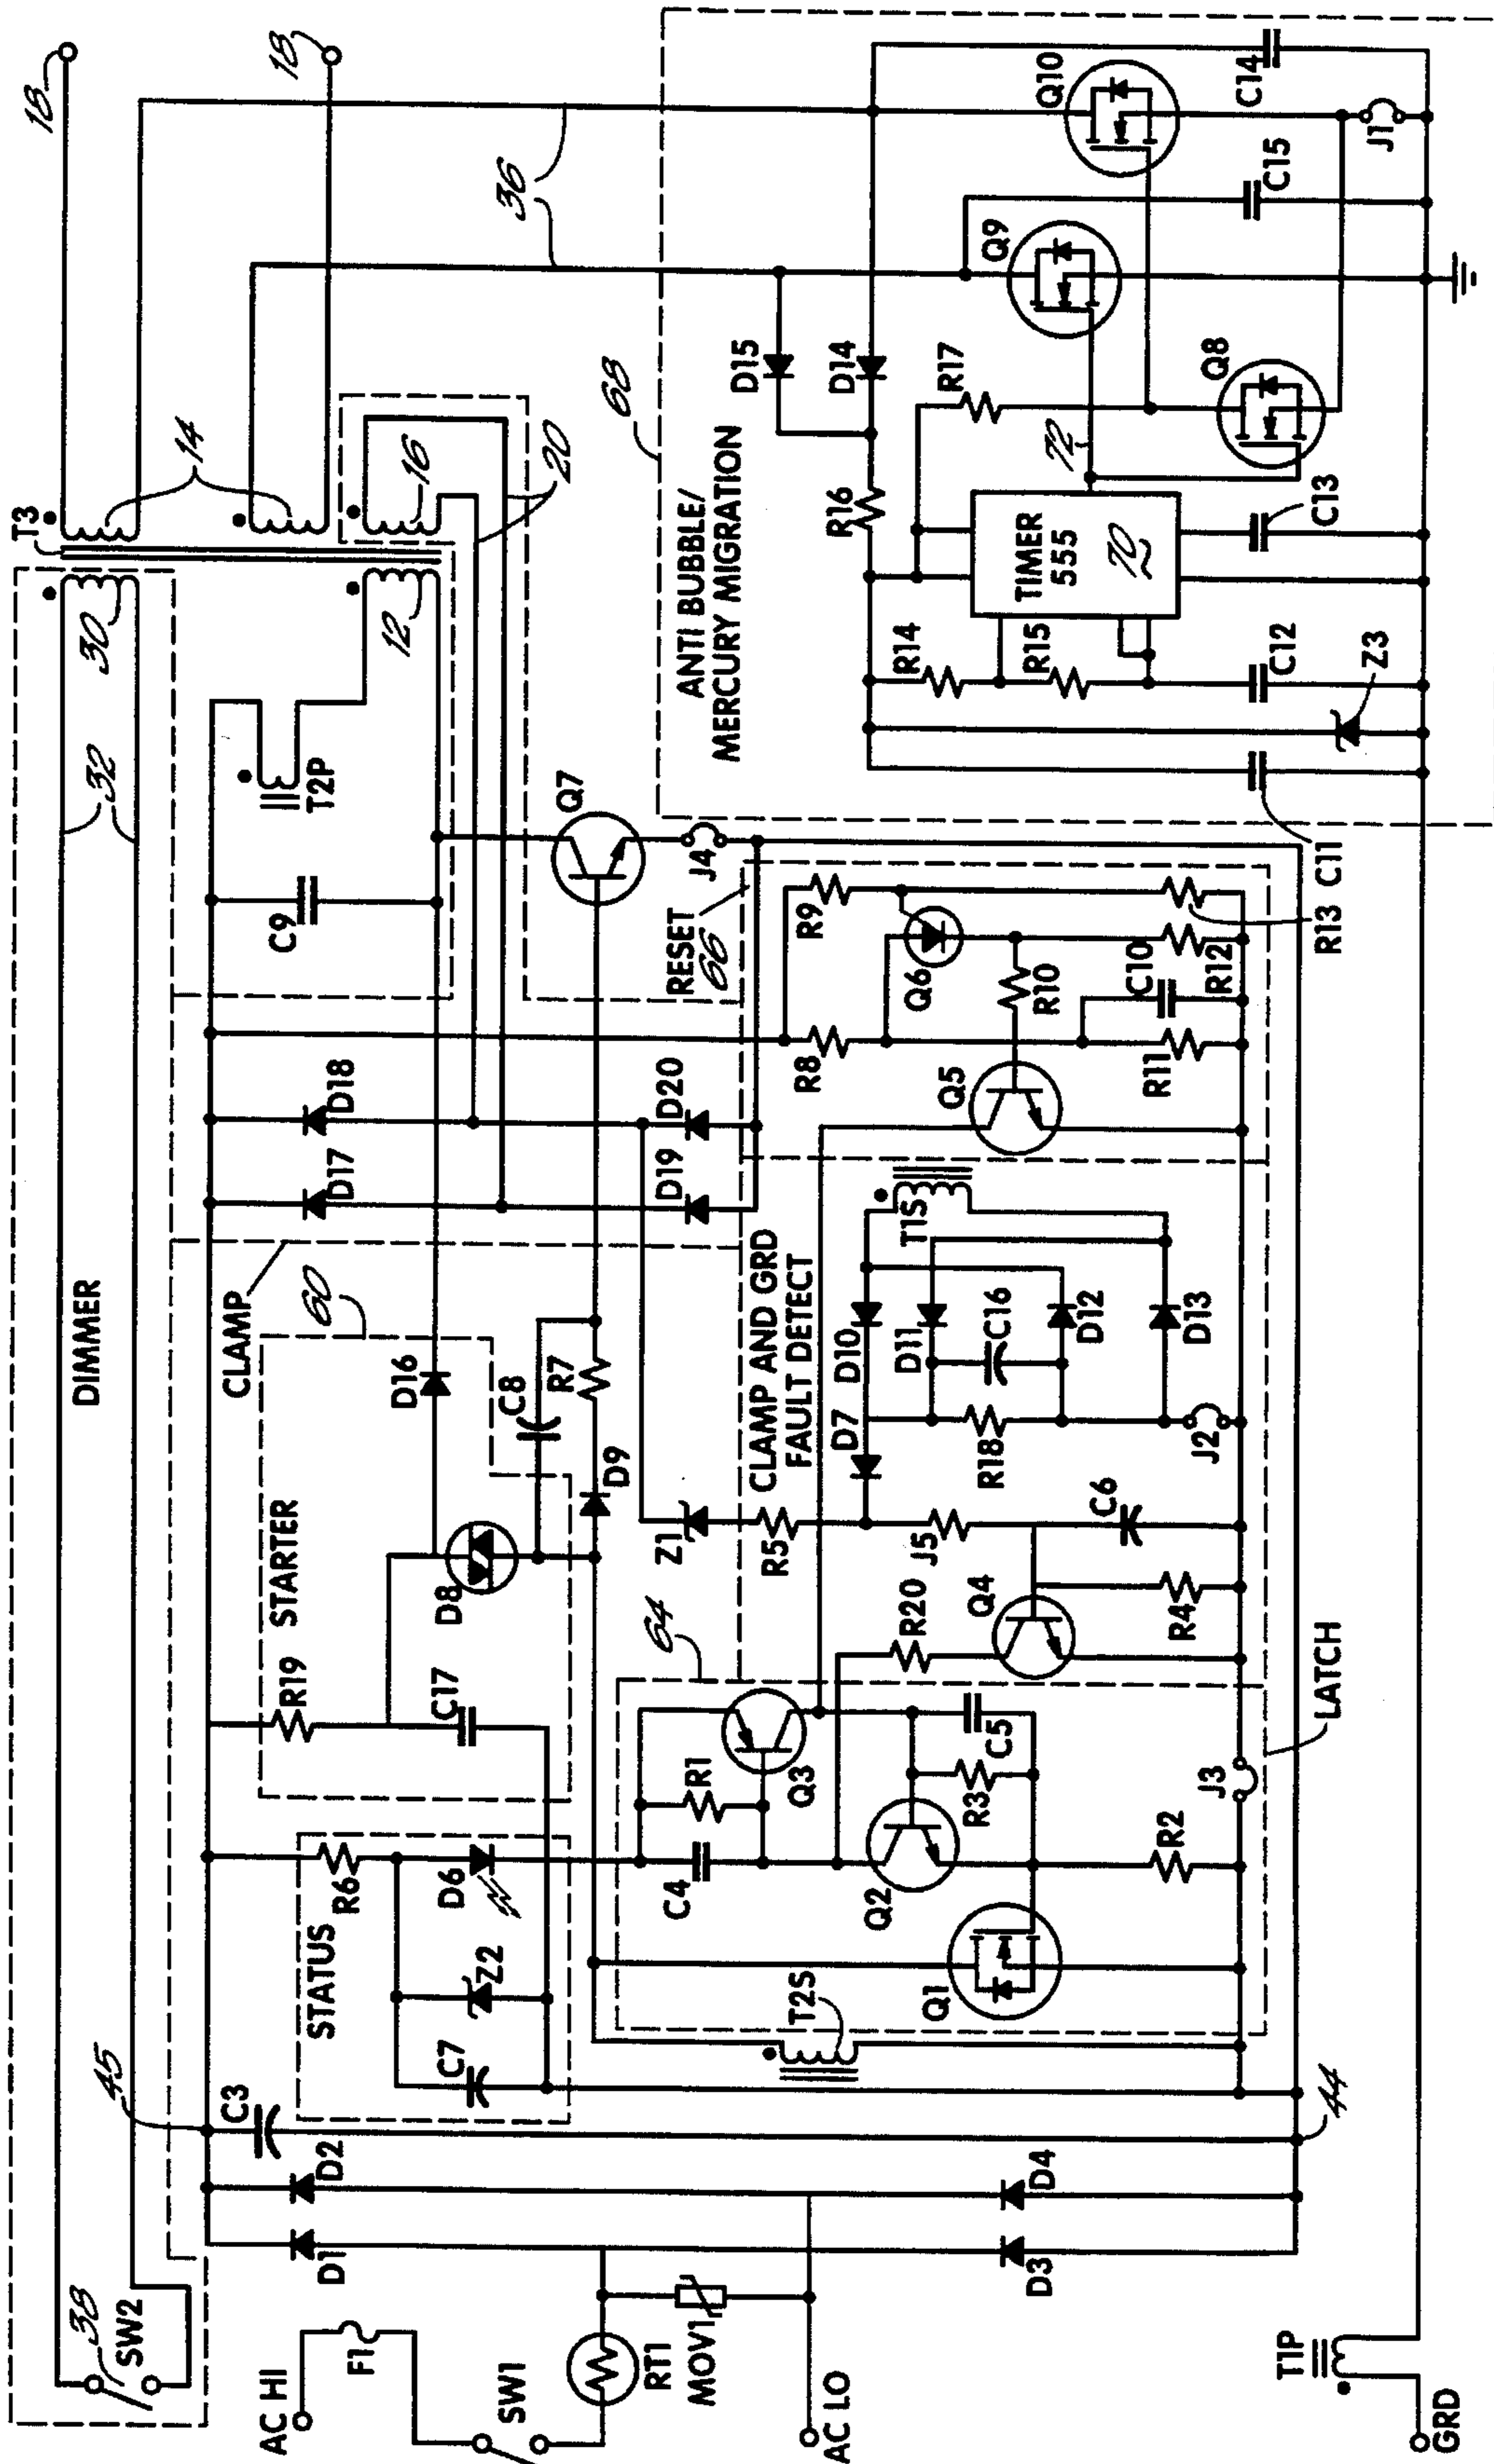 18
18
T3
14
30
12
16
20
32
36
38
SW2
DIMMER
CLAMP
60
45
C3
D2
D1
AC HI
F1
SW1
RT1
MOV1
AC LO
D3
D4
44
T1P
GRD
STATUS
R6
D6
Z2
C7
STARTER
R19
C17
D8
D16
C8
R7
D9
D17
D18
D19
D20
C9
T2P
Q7
J4
T2S
64
C4
R1
Q3
Q2
R3
C5
Q1
R2
J3
LATCH
CLAMP AND GRD
FAULT DETECT
Z1
R5
D7
J5
R20
Q4
R4
C6
R18
J2
D10
D11
C16
D12
D13
T1S
RESET
66
R8
R9
Q6
Q5
R10
R11
C10
R12
R13
C11
ANTI BUBBLE/
MERCURY MIGRATION
68
D15
D14
R16
R17
R14
R15
TIMER
555
70
72
C12
C13
Z3
Q8
Q9
Q10
C15
C14
J1